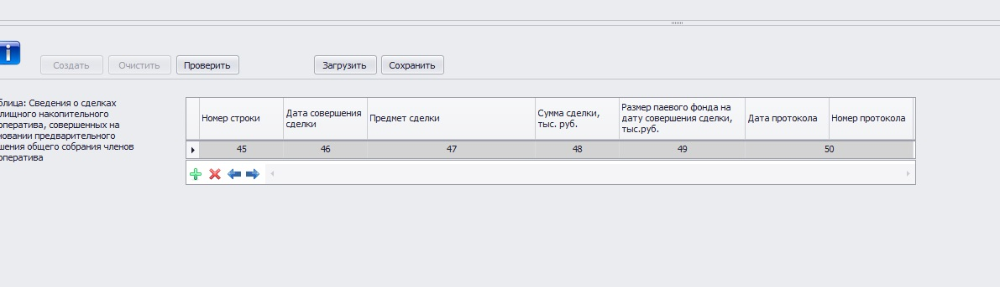 Создать Очистить Проверить Загрузить Сохранить
блица: Сведения о сделках
лищного накопительного
оператива, совершенных на
новании предварительного
шения общего собрания членов
оператива
Номер строки
Дата совершения
сделки
Предмет сделки
Сумма сделки,
тыс. руб.
Размер паевого фонда на
дату совершения сделки,
тыс.руб.
Дата протокола
Номер протокола
45 46 47 48 49 50